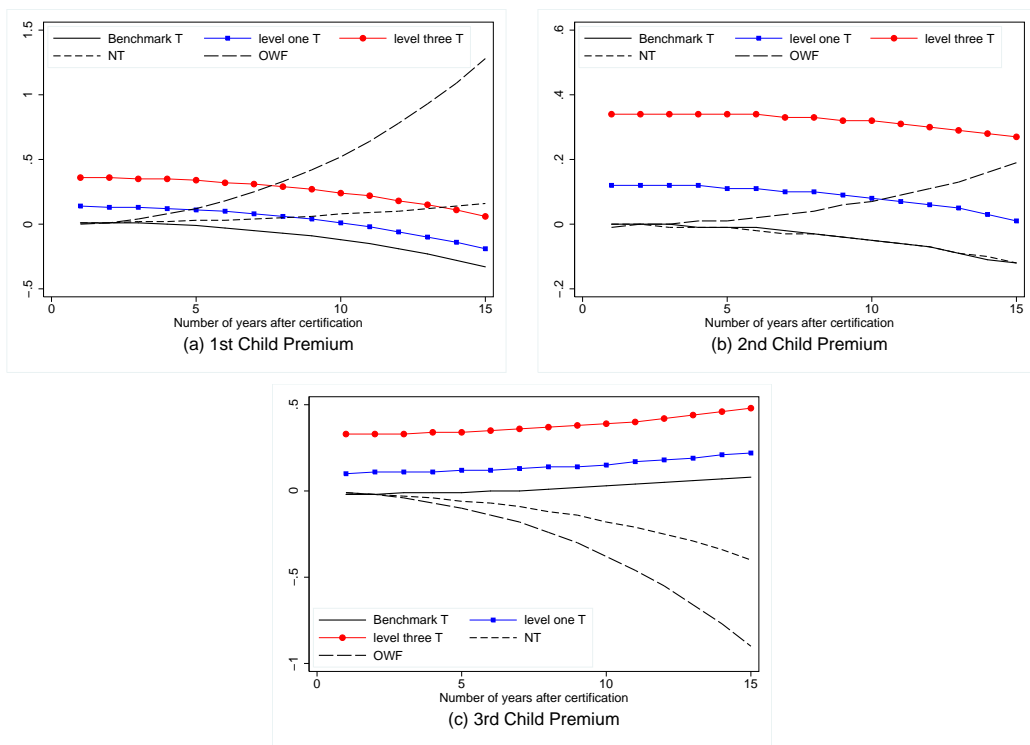 1.5
1
.5
0
-.5
Benchmark T
level one T
level three T
NT
OWF
0 5 10 15
Number of years after certification
(a) 1st Child Premium
.6
.4
.2
0
-.2
Benchmark T
level one T
level three T
NT
OWF
0 5 10 15
Number of years after certification
(b) 2nd Child Premium
.5
0
-.5
-1
Benchmark T
level one T
level three T
NT
OWF
0 5 10 15
Number of years after certification
(c) 3rd Child Premium